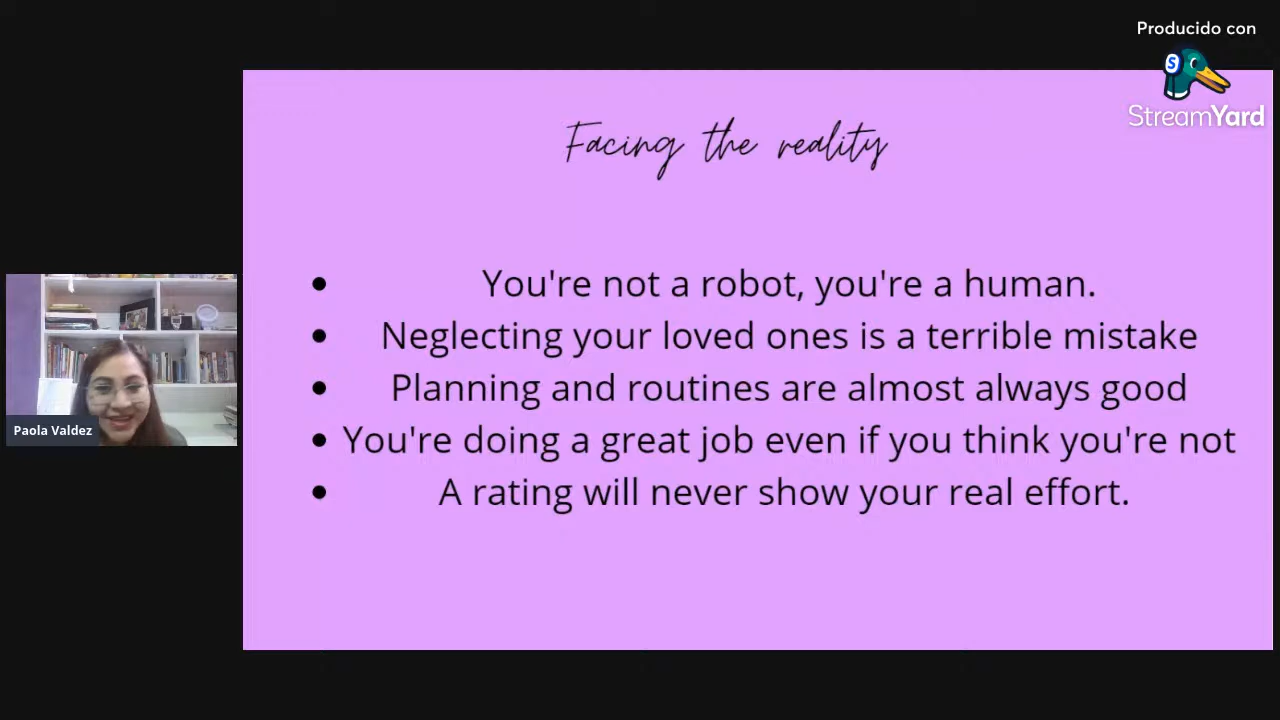 Producido con
StreamYard
Facing the reality
You're not a robot, you're a human.
Neglecting your loved ones is a terrible mistake
Planning and routines are almost always good
You're doing a great job even if you think you're not
A rating will never show your real effort.
Paola Valdez